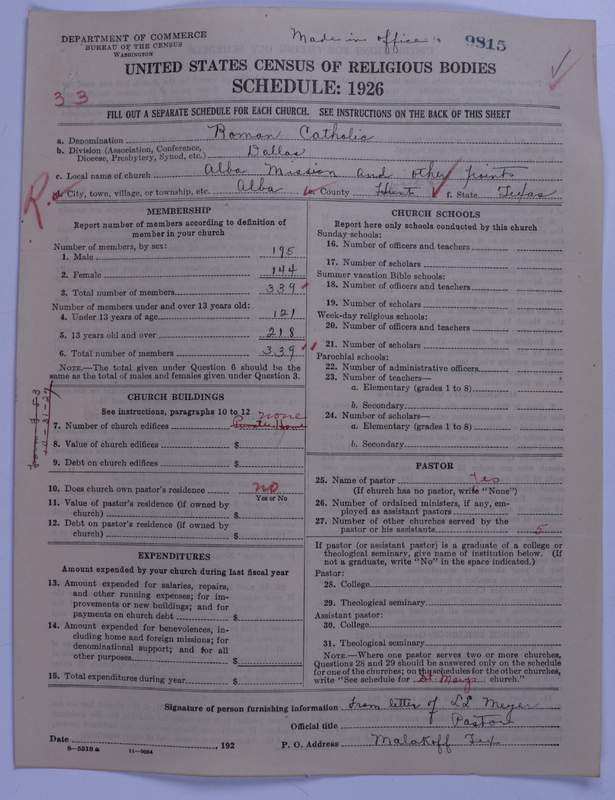 DEPARTMENT OF COMMERCE
BUREAU OF THE CENSUS
WASHINGTON
Made in office
9815
UNITED STATES CENSUS OF RELIGIOUS BODIES
SCHEDULE: 1926
33
FILL OUT A SEPARATE SCHEDULE FOR EACH CHURCH. SEE INSTRUCTIONS ON THE BACK OF THIS SHEET
a. Denomination Roman Catholic
b. Division (Association, Conference, Diocese, Presbytery, Synod, etc.) Dallas
c. Local name of church Alba Mission and other points
d. City, town, village, or township, etc. Alba e. County Hunt f. State Texas
MEMBERSHIP
Report number of members according to definition of member in your church
Number of members, by sex:
1. Male 195
2. Female 144
3. Total number of members 339
Number of members under and over 13 years old:
4. Under 13 years of age 121
5. 13 years old and over 218
6. Total number of members 339
NOTE.—The total given under Question 6 should be the same as the total of males and females given under Question 3.
CHURCH BUILDINGS
See instructions, paragraphs 10 to 12
none
7. Number of church edifices Private Home
8. Value of church edifices $
9. Debt on church edifices $
10. Does church own pastor's residence no
Yes or No
11. Value of pastor's residence (if owned by church) $
12. Debt on pastor's residence (if owned by church) $
EXPENDITURES
Amount expended by your church during last fiscal year
13. Amount expended for salaries, repairs, and other running expenses; for improvements or new buildings; and for payments on church debt $
14. Amount expended for benevolences, including home and foreign missions; for denominational support; and for all other purposes $
15. Total expenditures during year $
CHURCH SCHOOLS
Report here only schools conducted by this church
Sunday schools:
16. Number of officers and teachers
17. Number of scholars
Summer vacation Bible schools:
18. Number of officers and teachers
19. Number of scholars
Week-day religious schools:
20. Number of officers and teachers
21. Number of scholars
Parochial schools:
22. Number of administrative officers
23. Number of teachers—
a. Elementary (grades 1 to 8)
b. Secondary
24. Number of scholars—
a. Elementary (grades 1 to 8)
b. Secondary
PASTOR
25. Name of pastor Yes
(If church has no pastor, write "None")
26. Number of ordained ministers, if any, employed as assistant pastors
27. Number of other churches served by the pastor or his assistants 5
If pastor (or assistant pastor) is a graduate of a college or theological seminary, give name of institution below. (If not a graduate, write "No" in the space indicated.)
Pastor:
28. College
29. Theological seminary
Assistant pastor:
30. College
31. Theological seminary
NOTE.—Where one pastor serves two or more churches, Questions 28 and 29 should be answered only on the schedule for one of the churches; on the schedules for the other churches, write "See schedule for St Marys church."
Signature of person furnishing information from letter of LL Meyer
Official title Pastor
Date , 192 P. O. Address Malakoff Tex
8—5518 a 11—9084